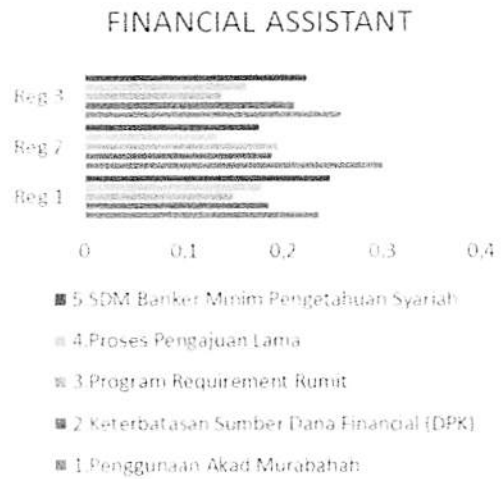 FINANCIAL ASSISTANT
Reg 3
Reg 2
Reg 1
0 0,1 0,2 0,3 0,4
5.SDM Banker Minim Pengetahuan Syariah
4.Proses Pengajuan Lama
3.Program Requirement Rumit
2.Keterbatasan Sumber Dana Financial (DPK)
1.Penggunaan Akad Murabahah